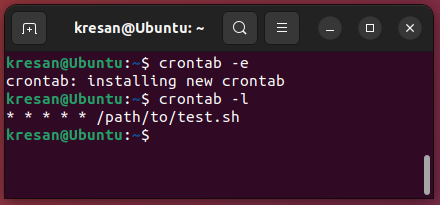 kresan@Ubuntu: ~
kresan@Ubuntu:~$ crontab -e
crontab: installing new crontab
kresan@Ubuntu:~$ crontab -l
* * * * * /path/to/test.sh
kresan@Ubuntu:~$